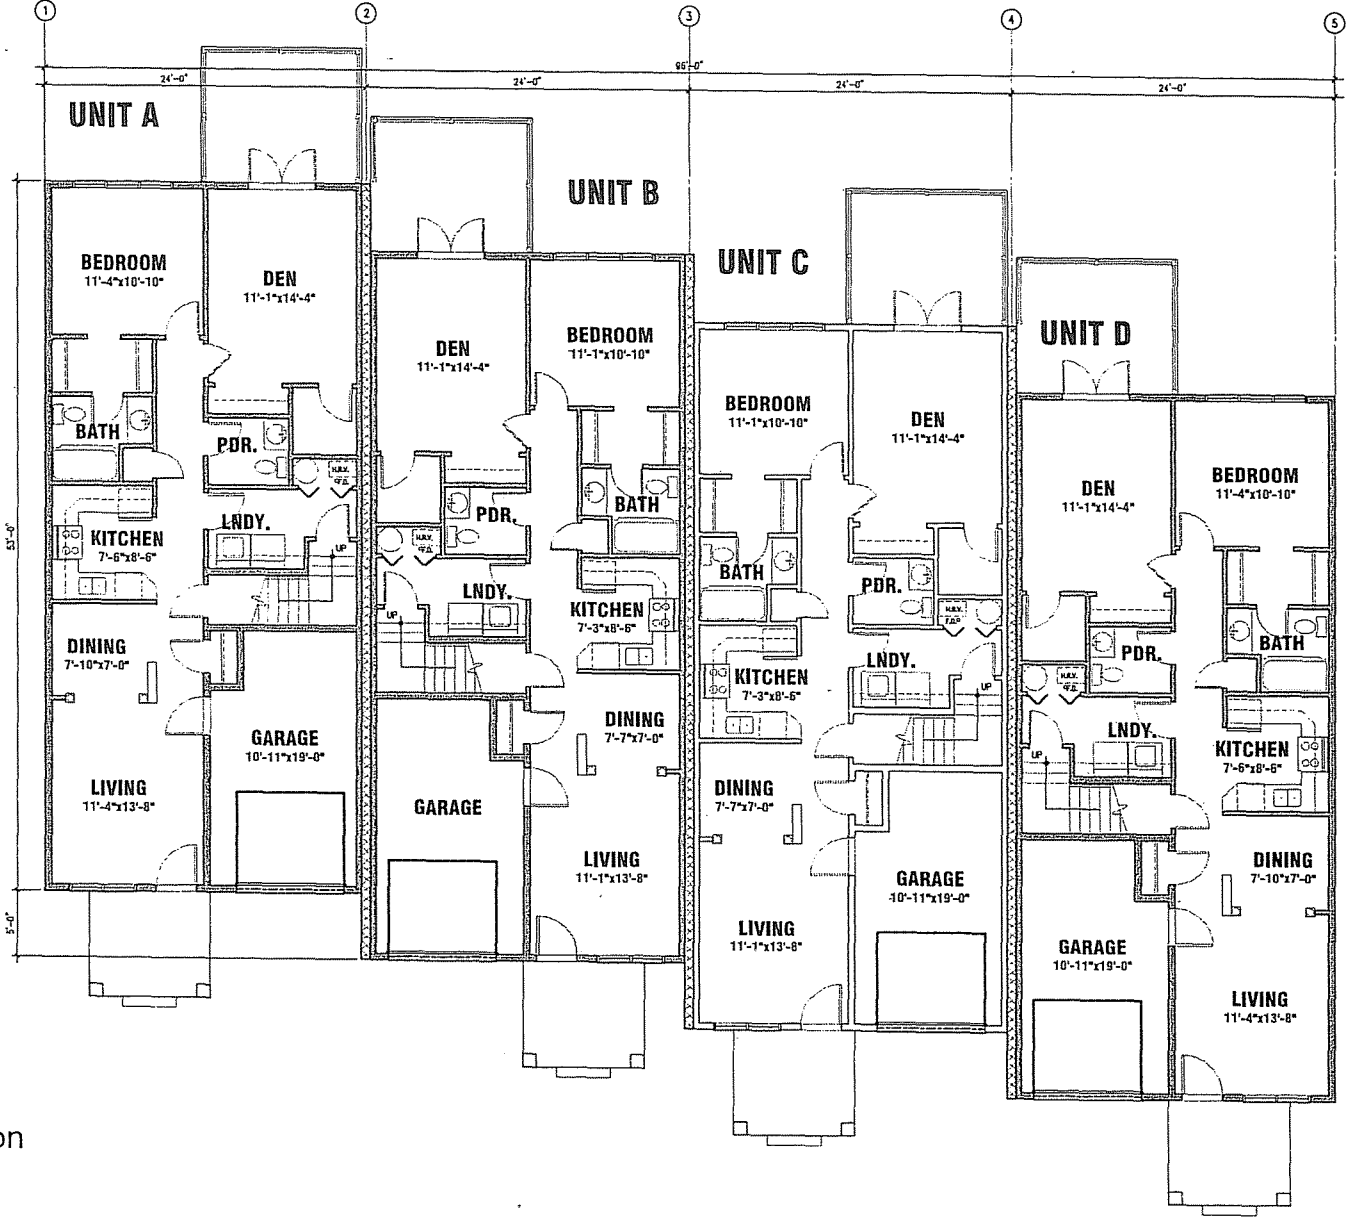 1
2
3
4
5
96'-0"
24'-0"
24'-0"
24'-0"
24'-0"
UNIT A
BEDROOM
11'-4"x10'-10"
DEN
11'-1"x14'-4"
BATH
PDR.
H.R.V.
F.D.
LNDY.
UP
KITCHEN
7'-6"x8'-6"
DINING
7'-10"x7'-0"
LIVING
11'-4"x13'-8"
GARAGE
10'-11"x19'-0"
53'-0"
5'-0"
UNIT B
DEN
11'-1"x14'-4"
BEDROOM
11'-1"x10'-10"
BATH
PDR.
H.R.V.
F.D.
LNDY.
UP
KITCHEN
7'-3"x8'-6"
DINING
7'-7"x7'-0"
GARAGE
LIVING
11'-1"x13'-8"
UNIT C
BEDROOM
11'-1"x10'-10"
DEN
11'-1"x14'-4"
BATH
PDR.
H.R.V.
F.D.
LNDY.
UP
KITCHEN
7'-3"x8'-6"
DINING
7'-7"x7'-0"
LIVING
11'-1"x13'-8"
GARAGE
10'-11"x19'-0"
UNIT D
DEN
11'-1"x14'-4"
BEDROOM
11'-4"x10'-10"
BATH
PDR.
H.R.V.
F.D.
LNDY.
UP
KITCHEN
7'-6"x8'-6"
DINING
7'-10"x7'-0"
GARAGE
10'-11"x19'-0"
LIVING
11'-4"x13'-8"
on